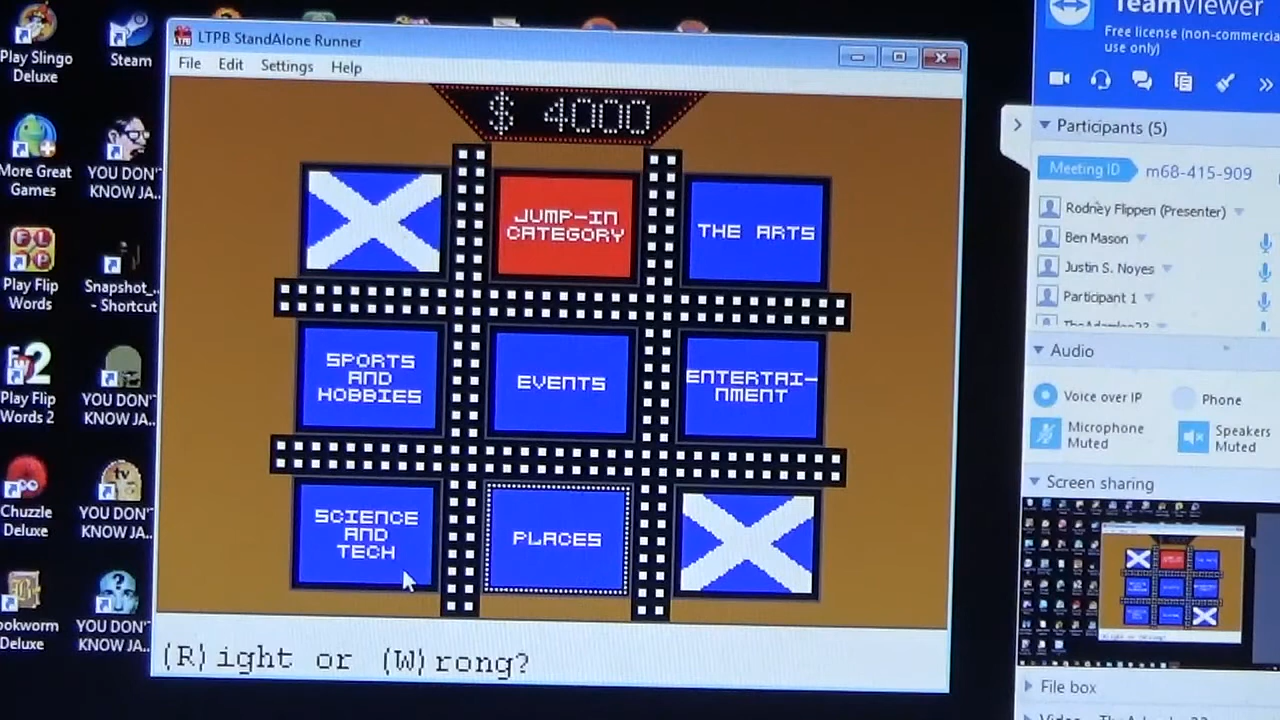 Play Slingo
Deluxe
Steam
More Great
Games
YOU DON'T
KNOW JA...
Play Flip
Words
Snapshot_...
- Shortcut
Play Flip
Words 2
YOU DON'T
KNOW JA...
Chuzzle
Deluxe
YOU DON'T
KNOW JA...
ookworm
Deluxe
YOU DON'T
KNOW JA...
LTPB StandAlone Runner
File Edit Settings Help
$ 4000
JUMP-IN
CATEGORY
THE ARTS
SPORTS
AND
HOBBIES
EVENTS
ENTERTAI-
NMENT
SCIENCE
AND
TECH
PLACES
(R)ight or (W)rong?
TeamViewer
Free license (non-commercia
use only)
Participants (5)
Meeting ID m68-415-909
Rodney Flippen (Presenter)
Ben Mason
Justin S. Noyes
Participant 1
Audio
Voice over IP
Phone
Microphone
Muted
Speakers
Muted
Screen sharing
File box